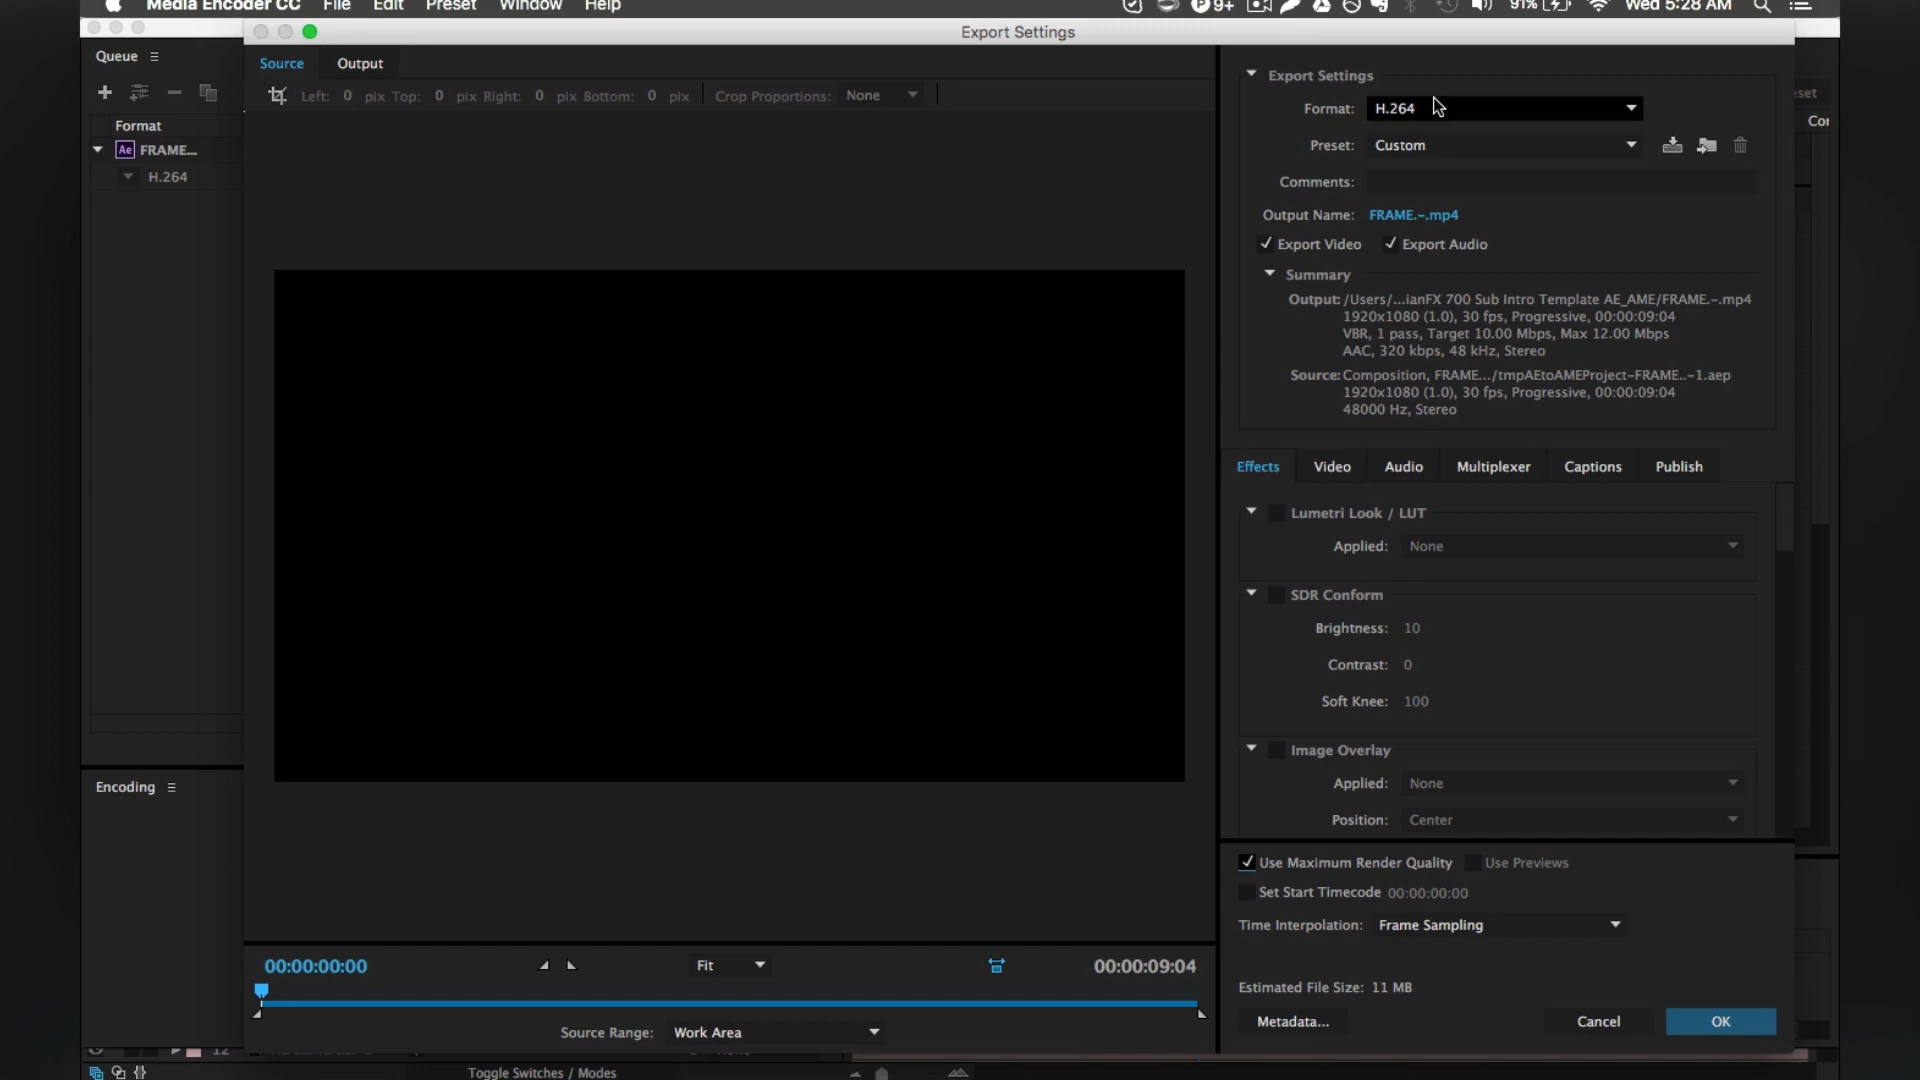 Media Encoder CC File Edit Preset Window Help 9+ 91% Wed 5:28 AM
Export Settings
Queue
Source Output
Left: 0 pix Top: 0 pix Right: 0 pix Bottom: 0 pix Crop Proportions: None
Format
Ae FRAME...
H.264
Encoding
Export Settings
Format: H.264
Preset: Custom
Comments:
Output Name: FRAME.-.mp4
Export Video Export Audio
Summary
Output: /Users/...ianFX 700 Sub Intro Template AE_AME/FRAME.-.mp4
1920x1080 (1.0), 30 fps, Progressive, 00:00:09:04
VBR, 1 pass, Target 10.00 Mbps, Max 12.00 Mbps
AAC, 320 kbps, 48 kHz, Stereo
Source: Composition, FRAME.../tmpAEtoAMEProject-FRAME..-1.aep
1920x1080 (1.0), 30 fps, Progressive, 00:00:09:04
48000 Hz, Stereo
Effects Video Audio Multiplexer Captions Publish
Lumetri Look / LUT
Applied: None
SDR Conform
Brightness: 10
Contrast: 0
Soft Knee: 100
Image Overlay
Applied: None
Position: Center
Use Maximum Render Quality Use Previews
Set Start Timecode 00:00:00:00
Time Interpolation: Frame Sampling
Estimated File Size: 11 MB
Metadata... Cancel OK
00:00:00:00 Fit 00:00:09:04
Source Range: Work Area
Toggle Switches / Modes